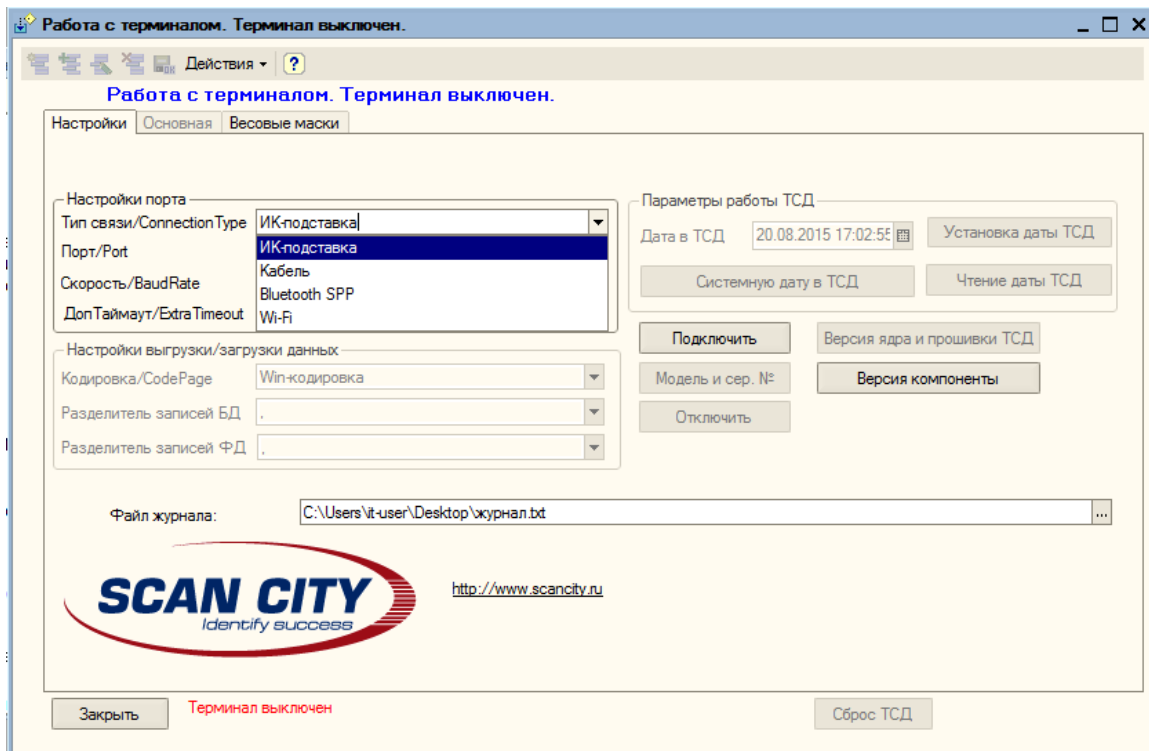 Работа с терминалом. Терминал выключен.
Действия
Работа с терминалом. Терминал выключен.
Настройки Основная Весовые маски
Настройки порта
Тип связи/ConnectionType ИК-подставка
ИК-подставка
Порт/Port
Кабель
Скорость/BaudRate
Bluetooth SPP
ДопТаймаут/ExtraTimeout Wi-Fi
Параметры работы ТСД
Дата в ТСД 20.08.2015 17:02:55 Установка даты ТСД
Системную дату в ТСД Чтение даты ТСД
Подключить Версия ядра и прошивки ТСД
Модель и сер. № Версия компоненты
Отключить
Настройки выгрузки/загрузки данных
Кодировка/CodePage Win-кодировка
Разделитель записей БД ,
Разделитель записей ФД ,
Файл журнала: C:\Users\it-user\Desktop\журнал.txt ...
SCAN CITY
Identify success
http://www.scancity.ru
Закрыть Терминал выключен Сброс ТСД